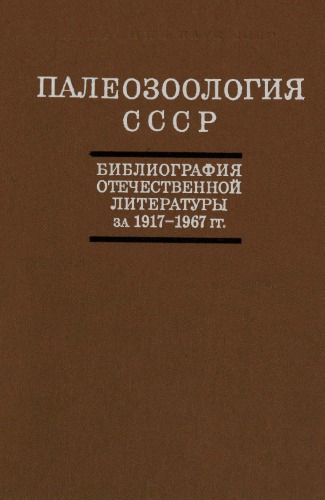 ПАЛЕОЗООЛОГИЯ
СССР
БИБЛИОГРАФИЯ
ОТЕЧЕСТВЕННОЙ
ЛИТЕРАТУРЫ
ЗА 1917–1967 ГГ.